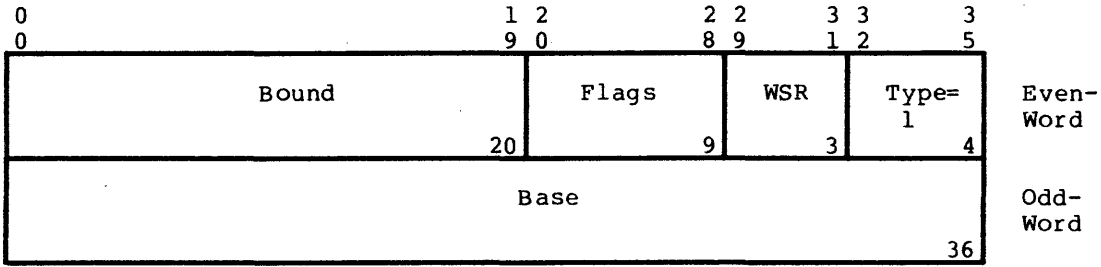 0 1 2 2 2 3 3 3
0 9 0 8 9 1 2 5
Bound Flags WSR Type= Even-
1 Word
20 9 3 4
Base Odd-
Word
36